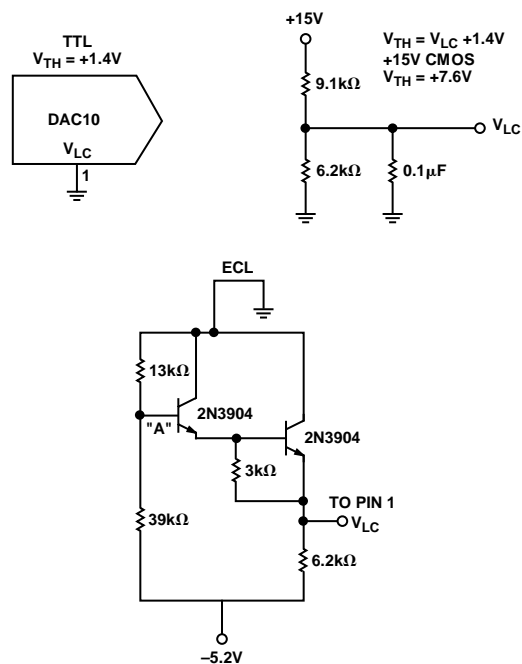 TTL
V_TH = +1.4V
DAC10
V_LC
1
+15V
V_TH = V_LC +1.4V
+15V CMOS
V_TH = +7.6V
9.1kΩ
V_LC
6.2kΩ
0.1μF
ECL
13kΩ
2N3904
"A"
2N3904
3kΩ
TO PIN 1
V_LC
39kΩ
6.2kΩ
–5.2V